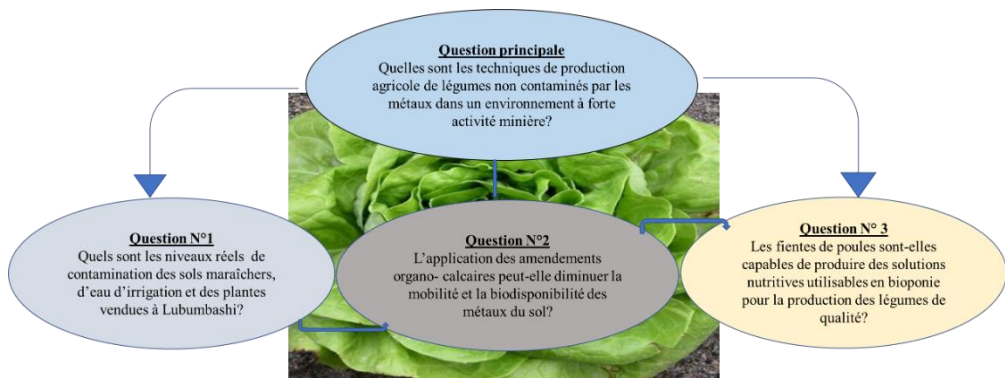 Question principale
Quelles sont les techniques de production
agricole de légumes non contaminés par les
métaux dans un environnement à forte
activité minière?
Question N°1
Quels sont les niveaux réels de
contamination des sols maraîchers,
d'eau d'irrigation et des plantes
vendues à Lubumbashi?
Question N°2
L'application des amendements
organo- calcaires peut-elle diminuer la
mobilité et la biodisponibilité des
métaux du sol?
Question N° 3
Les fientes de poules sont-elles
capables de produire des solutions
nutritives utilisables en bioponie
pour la production des légumes de
qualité?